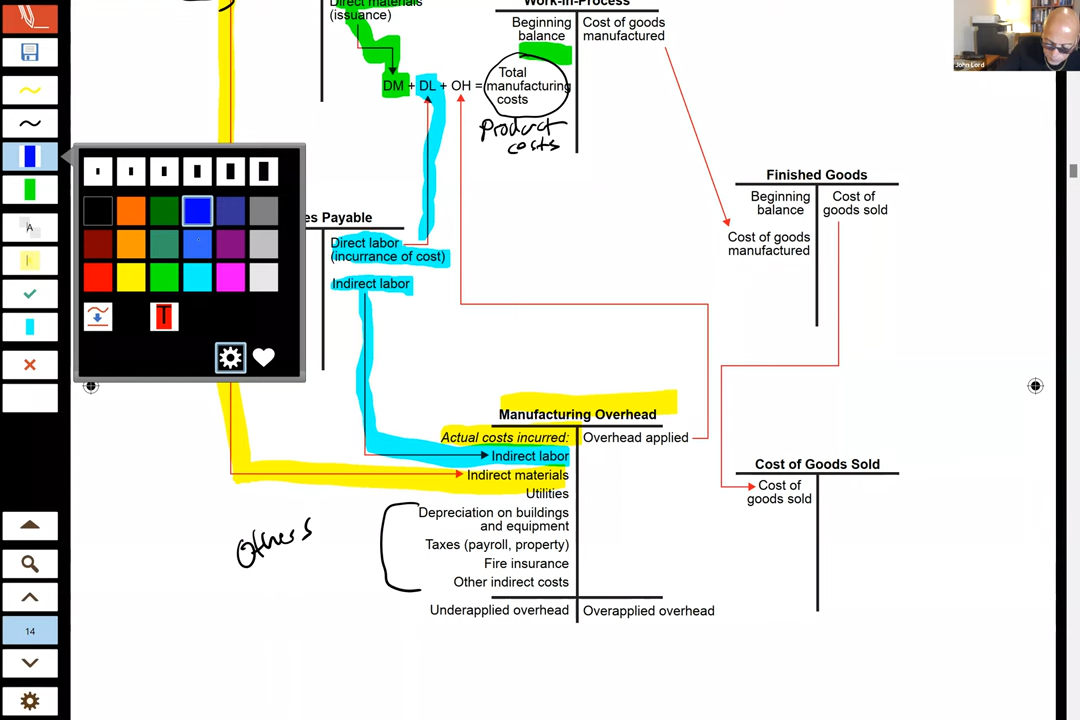 Direct materials
(issuance)
Work-in-Process
Beginning
balance
Cost of goods
manufactured
DM + DL + OH =
Total
manufacturing
costs
Product
costs
John Lord
A
T
es Payable
Direct labor
(incurrance of cost)
Indirect labor
Finished Goods
Beginning
balance
Cost of
goods sold
Cost of goods
manufactured
Manufacturing Overhead
Actual costs incurred:
Overhead applied
Indirect labor
Indirect materials
Utilities
Depreciation on buildings
and equipment
Taxes (payroll, property)
Fire insurance
Other indirect costs
Underapplied overhead
Overapplied overhead
Others
Cost of Goods Sold
Cost of
goods sold
14